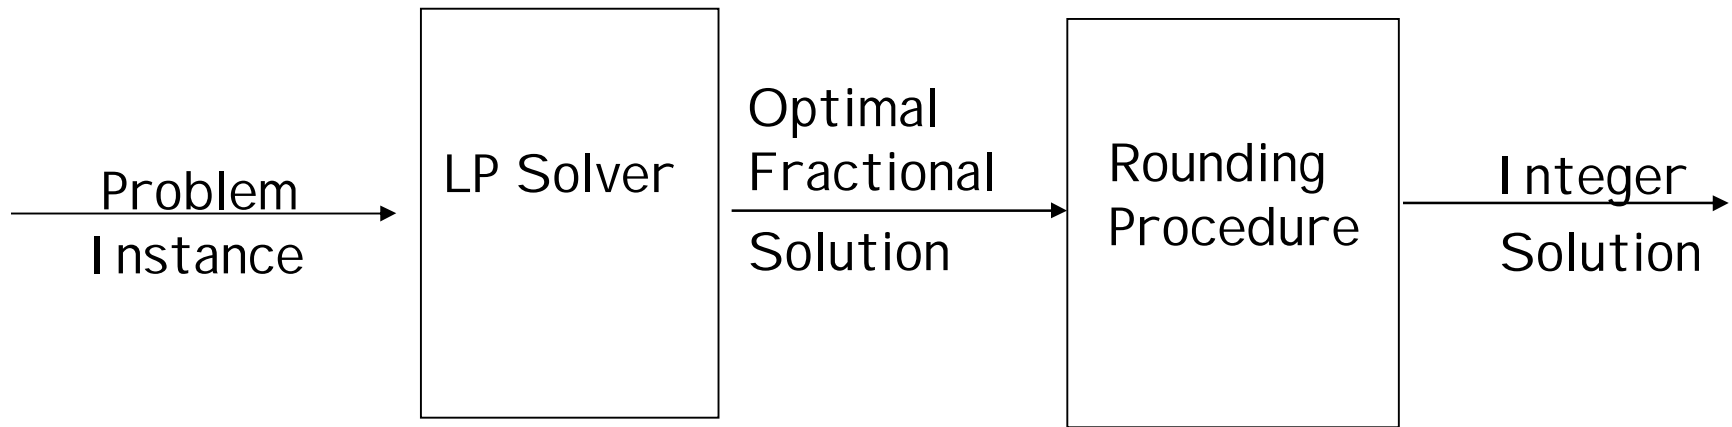 Problem
Instance
LP Solver
Optimal
Fractional
Solution
Rounding
Procedure
Integer
Solution